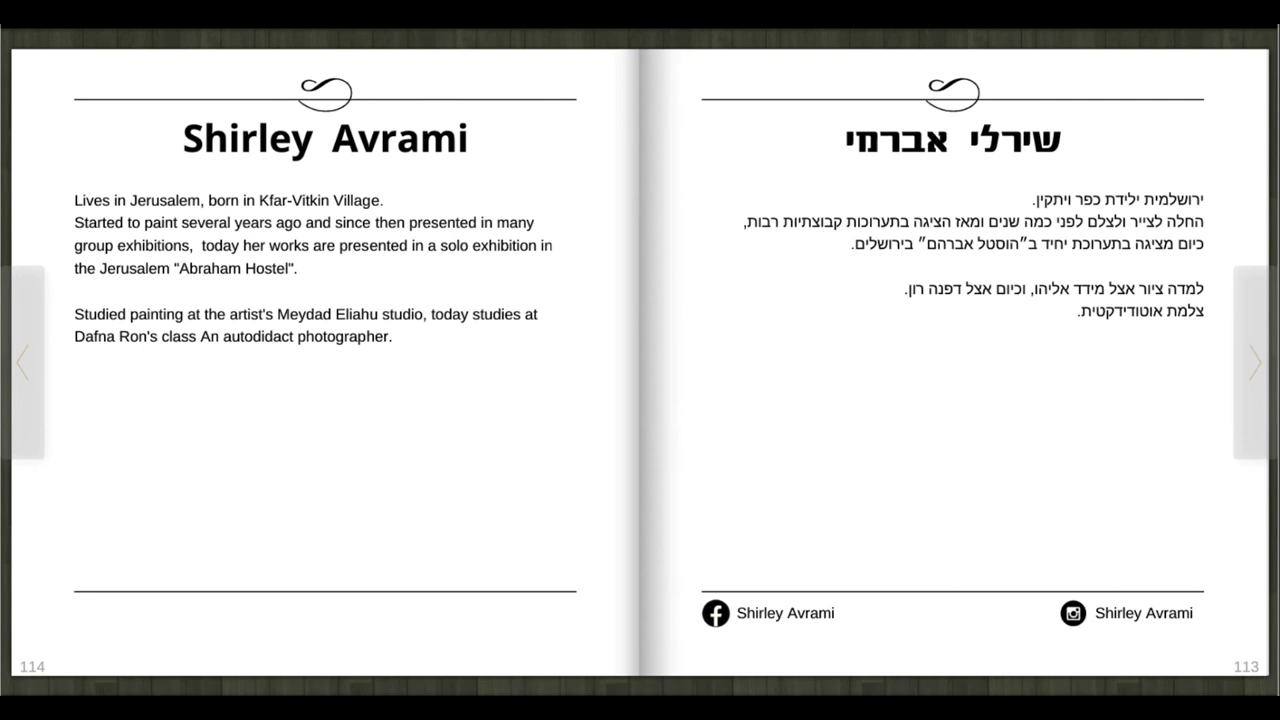 Shirley Avrami
Lives in Jerusalem, born in Kfar-Vitkin Village.
Started to paint several years ago and since then presented in many
group exhibitions, today her works are presented in a solo exhibition in
the Jerusalem "Abraham Hostel".
Studied painting at the artist's Meydad Eliahu studio, today studies at
Dafna Ron's class An autodidact photographer.
114
שירלי אברמי
ירושלמית ילידת כפר ויתקין.
החלה לצייר ולצלם לפני כמה שנים ומאז הציגה בתערוכות קבוצתיות רבות,
כיום מציגה בתערוכת יחיד ב״הוסטל אברהם״ בירושלים.
למדה ציור אצל מידד אליהו, וכיום אצל דפנה רון.
צלמת אוטודידקטית.
Shirley Avrami
Shirley Avrami
113